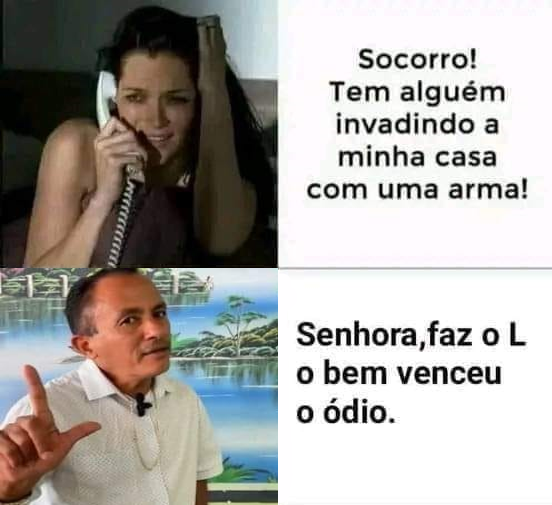 Socorro!
Tem alguém
invadindo a
minha casa
com uma arma!
Senhora,faz o L
o bem venceu
o ódio.